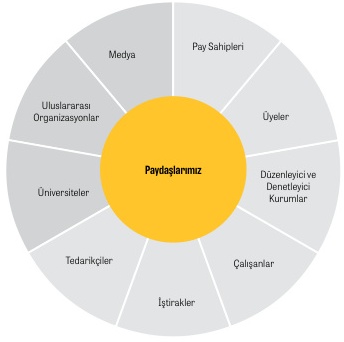 Medya
Pay Sahipleri
Uluslararası
Organizasyonlar
Üyeler
Paydaşlarımız
Düzenleyici ve
Denetleyici
Kurumlar
Üniversiteler
Tedarikçiler
Çalışanlar
İştirakler